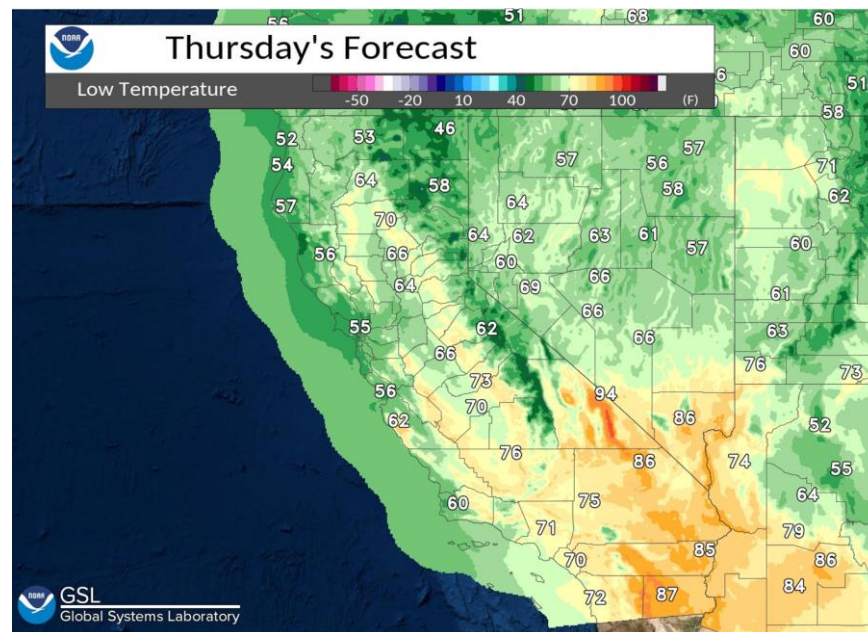 56 51 68 60
NOAA
Thursday's Forecast
60
Low Temperature
-50 -20 10 40 70 100 (F)
6 51
52 53 46 58
54 57 56 57 71
64 58 64 58 62
57 70
56 66 64 62 63 61 57 60
60 66
64 69 61
55 62 66 66 63
66 76 73
56 73 94
62 70 86 52
76 86 74 55
60 75 64
71 79
70 85 86
72 87 84
NOAA
GSL
Global Systems Laboratory